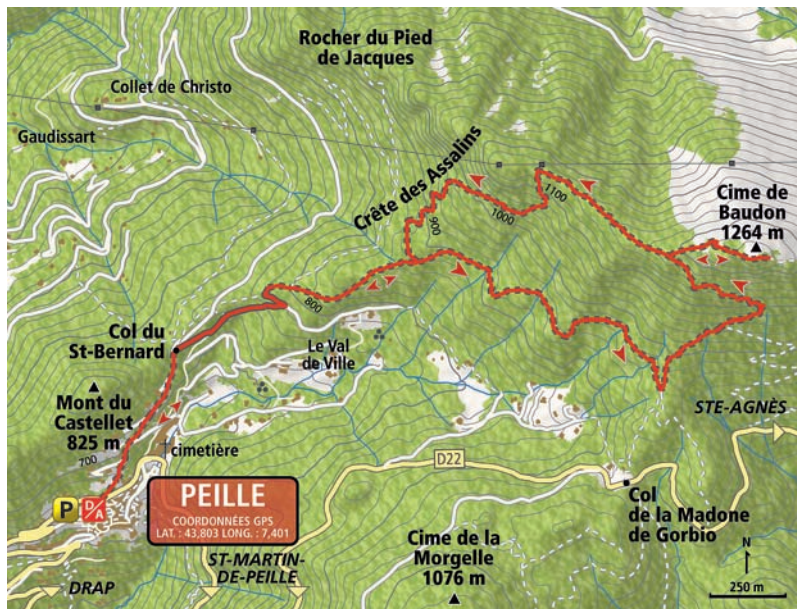 Rocher du Pied
de Jacques
Collet de Christo
Gaudissart
Crête des Assalins
1100
1000
900
Cime de
Baudon
1264 m
800
Col du
St-Bernard
Le Val
de Ville
Mont du
Castellet
825 m
700
cimetière
STE-AGNÈS
D22
P
D/A
PEILLE
COORDONNÉES GPS
LAT. : 43,803 LONG. : 7,401
Col
de la Madone
de Gorbio
Cime de la
Morgelle
1076 m
ST-MARTIN-
DE-PEILLE
DRAP
N
250 m